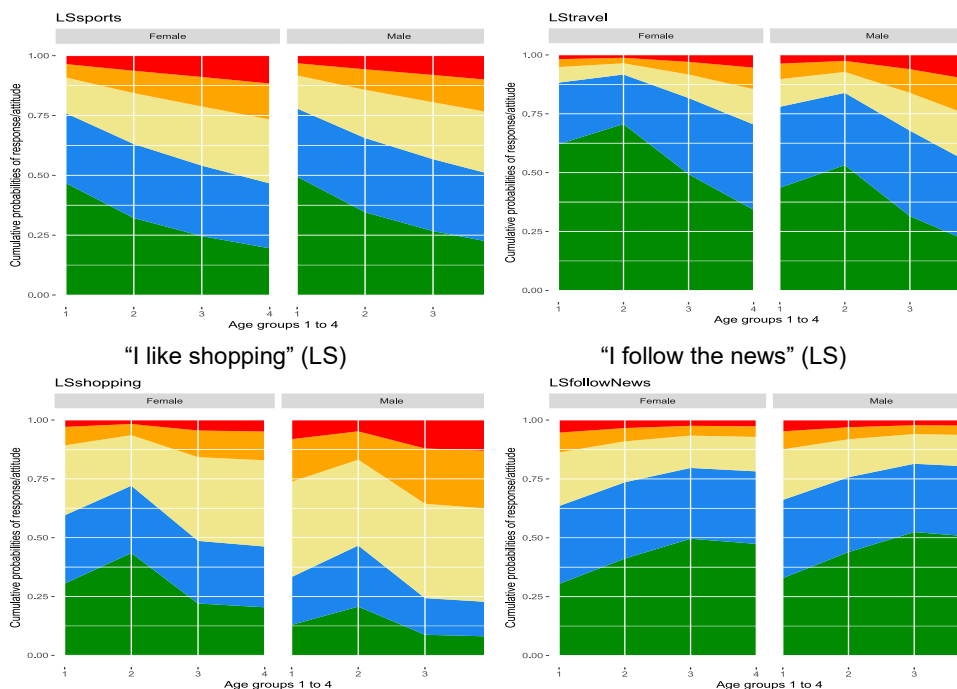 LSsports
Female
Male
Cumulative probabilities of response/attitude
1.00
0.75
0.50
0.25
0.00
1 2 3 4
1 2 3
Age groups 1 to 4
LStravel
Female
Male
Cumulative probabilities of response/attitude
1.00
0.75
0.50
0.25
0.00
1 2 3 4
1 2 3
Age groups 1 to 4
“I like shopping” (LS)
“I follow the news” (LS)
LSshopping
Female
Male
Cumulative probabilities of response/attitude
1.00
0.75
0.50
0.25
0.00
1 2 3 4
1 2 3
Age groups 1 to 4
LSfollowNews
Female
Male
Cumulative probabilities of response/attitude
1.00
0.75
0.50
0.25
0.00
1 2 3 4
1 2 3
Age groups 1 to 4